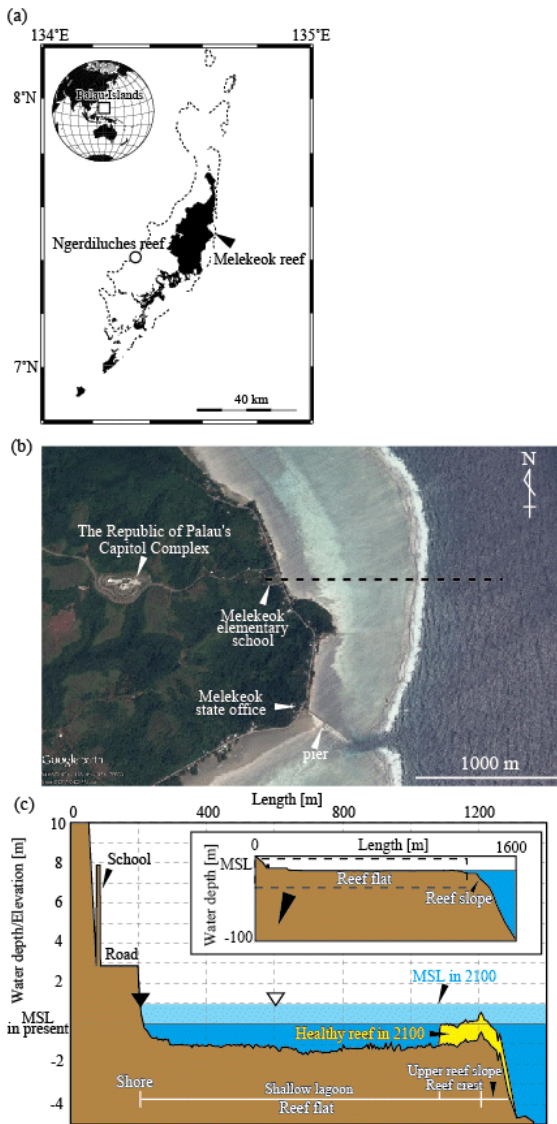 (a)
134°E
135°E
8°N
Palau Islands
Ngerdiluches reef
Melekeok reef
7°N
40 km
(b)
N
The Republic of Palau's
Capitol Complex
Melekeok
elementary
school
Melekeok
state office
pier
Google earth
1000 m
(c)
Length [m]
0
400
800
1200
Water depth/Elevation [m]
10
8
6
4
2
MSL
in present
-2
-4
School
Road
0
Length [m]
1600
MSL
Water depth [m]
-100
Reef flat
Reef slope
MSL in 2100
Healthy reef in 2100
Shore
Shallow lagoon
Reef flat
Upper reef slope
Reef crest